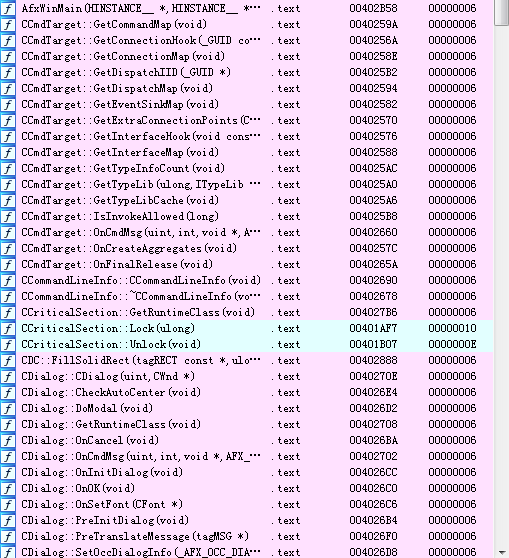 f AfxWinMain(HINSTANCE__ *,HINSTANCE__ *··· .text 00402B58 00000006
f CCmdTarget::GetCommandMap(void) .text 0040259A 00000006
f CCmdTarget::GetConnectionHook(_GUID co··· .text 0040256A 00000006
f CCmdTarget::GetConnectionMap(void) .text 0040258E 00000006
f CCmdTarget::GetDispatchIID(_GUID *) .text 004025B2 00000006
f CCmdTarget::GetDispatchMap(void) .text 00402594 00000006
f CCmdTarget::GetEventSinkMap(void) .text 00402582 00000006
f CCmdTarget::GetExtraConnectionPoints(C··· .text 00402570 00000006
f CCmdTarget::GetInterfaceHook(void cons··· .text 00402576 00000006
f CCmdTarget::GetInterfaceMap(void) .text 00402588 00000006
f CCmdTarget::GetTypeInfoCount(void) .text 004025AC 00000006
f CCmdTarget::GetTypeLib(ulong,ITypeLib *··· .text 004025A0 00000006
f CCmdTarget::GetTypeLibCache(void) .text 004025A6 00000006
f CCmdTarget::IsInvokeAllowed(long) .text 004025B8 00000006
f CCmdTarget::OnCmdMsg(uint,int,void *,A··· .text 00402660 00000006
f CCmdTarget::OnCreateAggregates(void) .text 0040257C 00000006
f CCmdTarget::OnFinalRelease(void) .text 0040265A 00000006
f CCommandLineInfo::CCommandLineInfo(void) .text 00402690 00000006
f CCommandLineInfo::~CCommandLineInfo(vo··· .text 00402678 00000006
f CCriticalSection::GetRuntimeClass(void) .text 004027B6 00000006
f CCriticalSection::Lock(ulong) .text 00401AF7 00000010
f CCriticalSection::Unlock(void) .text 00401B07 0000000E
f CDC::FillSolidRect(tagRECT const *,ulo··· .text 00402888 00000006
f CDialog::CDialog(uint,CWnd *) .text 0040270E 00000006
f CDialog::CheckAutoCenter(void) .text 004026E4 00000006
f CDialog::DoModal(void) .text 004026D2 00000006
f CDialog::GetRuntimeClass(void) .text 00402708 00000006
f CDialog::OnCancel(void) .text 004026BA 00000006
f CDialog::OnCmdMsg(uint,int,void *,AFX_··· .text 00402702 00000006
f CDialog::OnInitDialog(void) .text 004026CC 00000006
f CDialog::OnOK(void) .text 004026C0 00000006
f CDialog::OnSetFont(CFont *) .text 004026C6 00000006
f CDialog::PreInitDialog(void) .text 004026B4 00000006
f CDialog::PreTranslateMessage(tagMSG *) .text 004026F0 00000006
f CDialog::SetOccDialogInfo(_AFX_OCC_DIA··· .text 004026D8 00000006